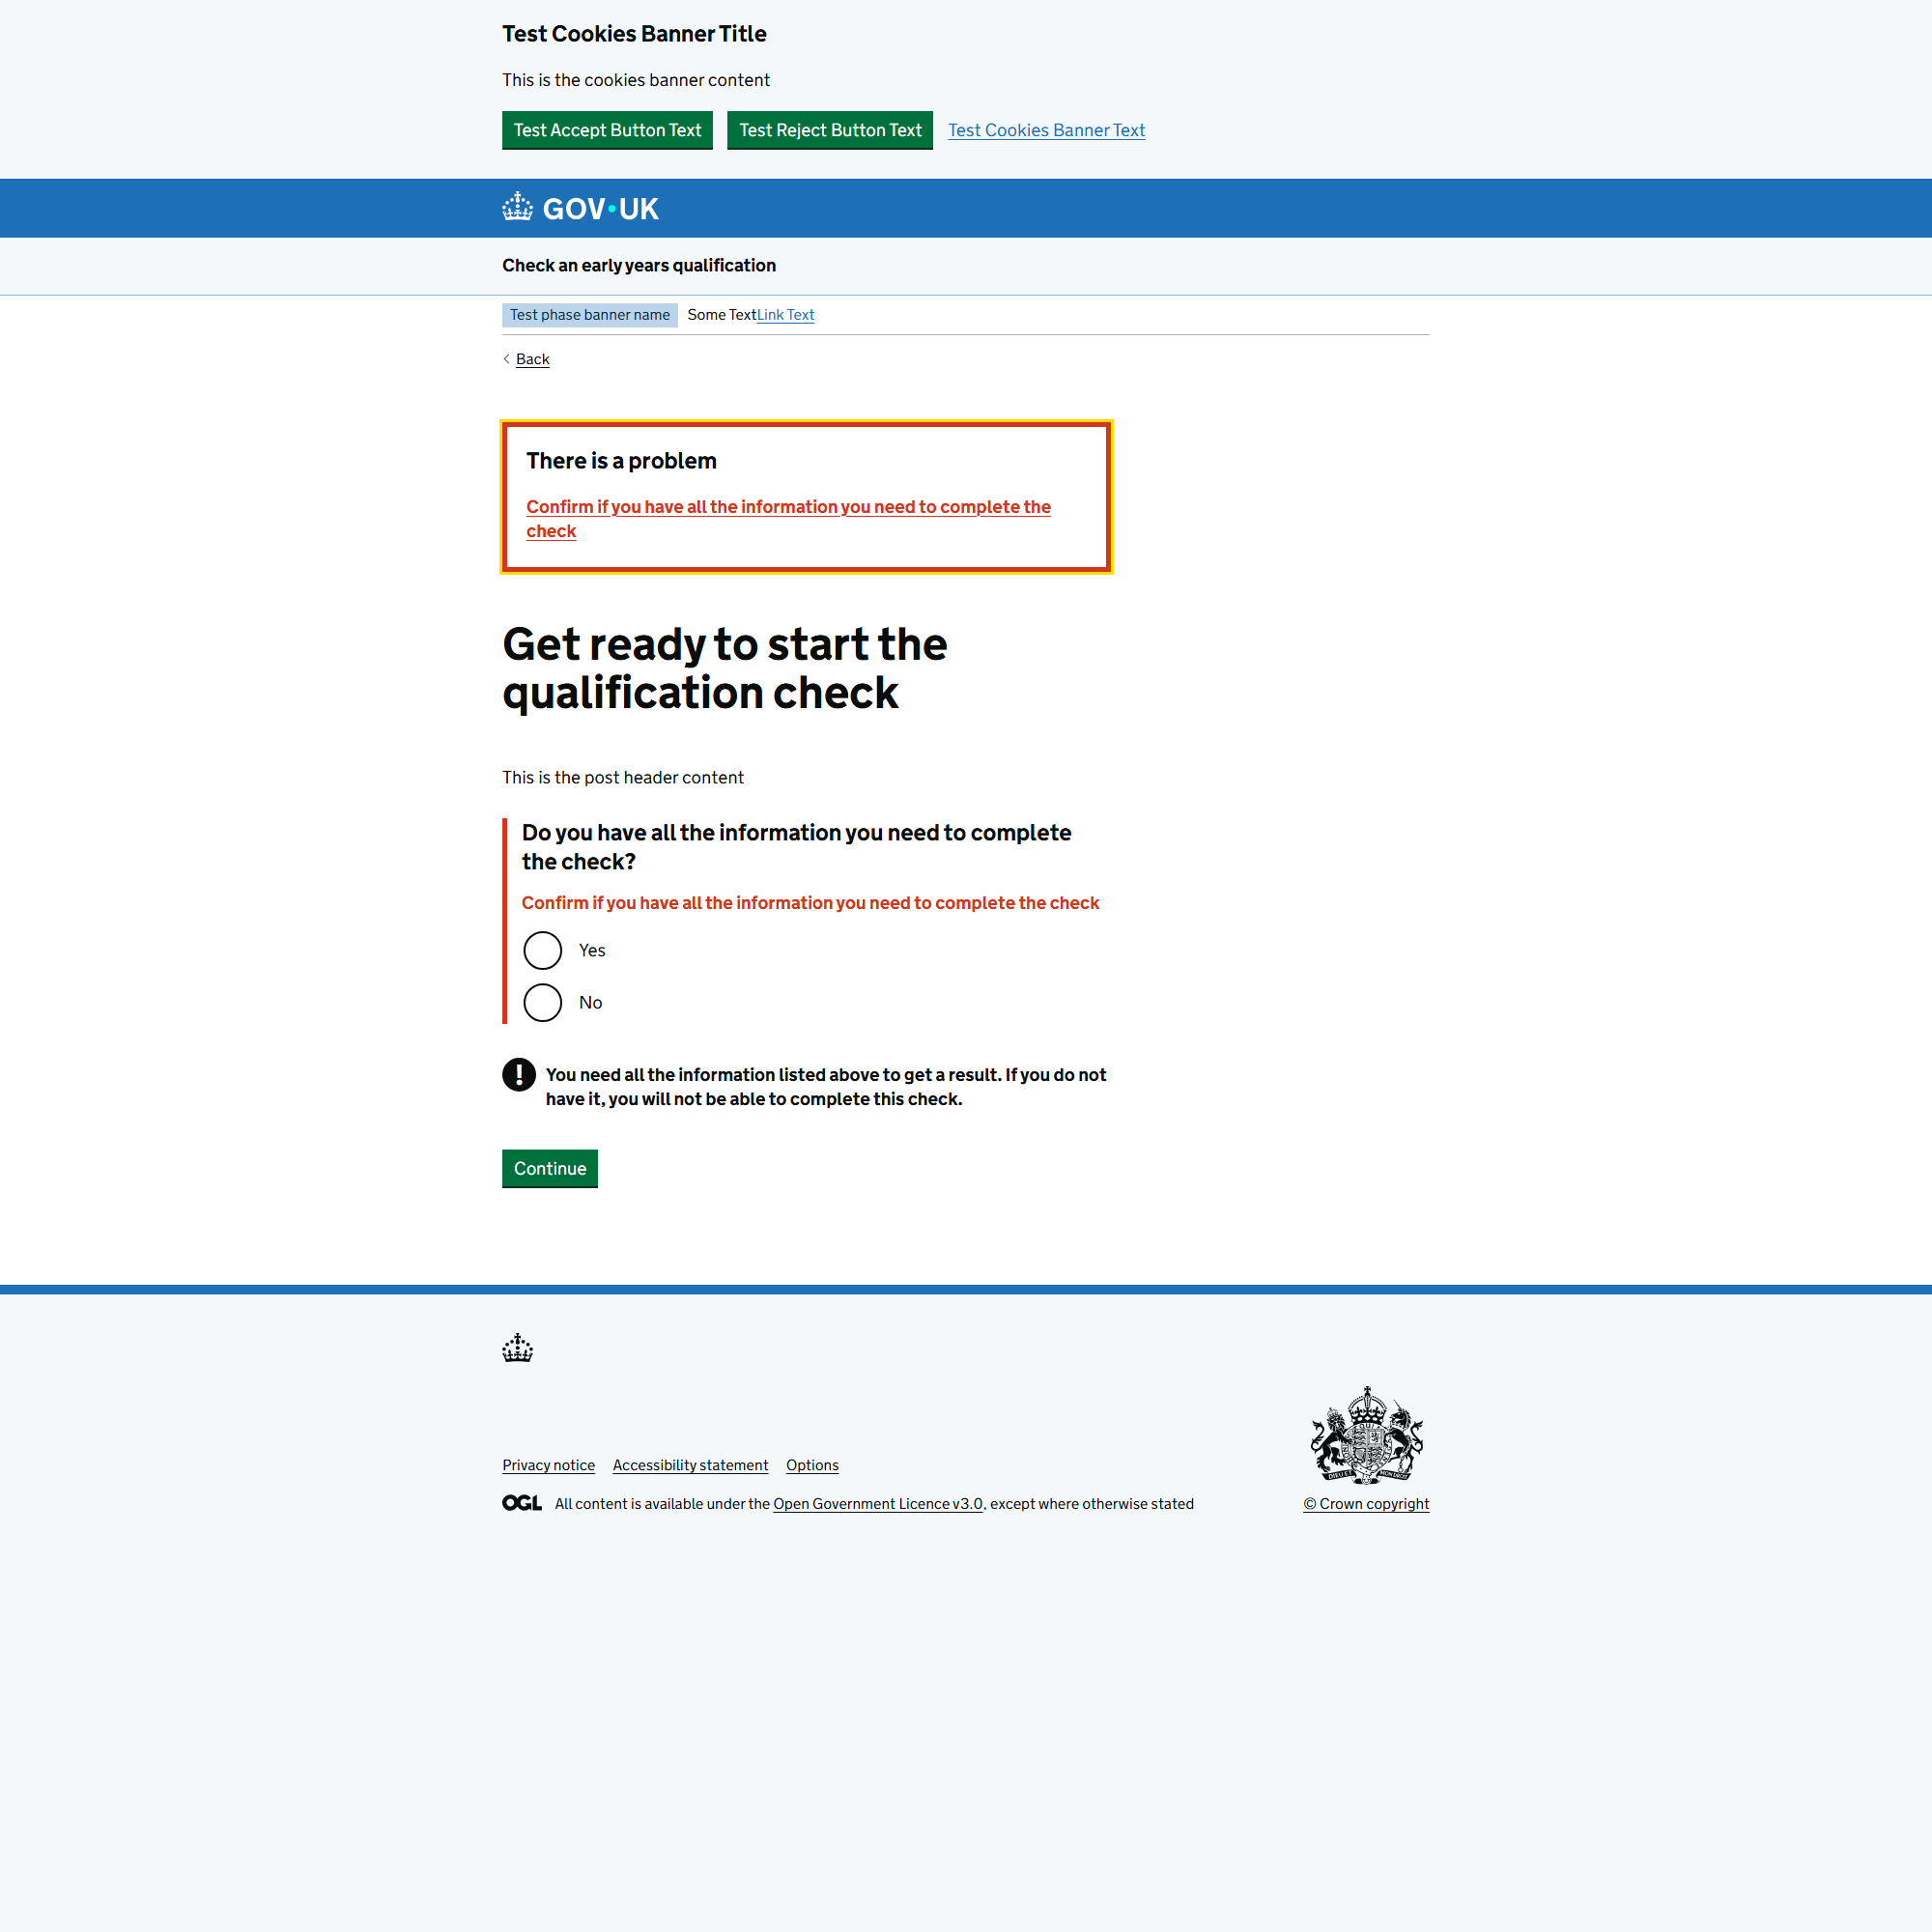 Test Cookies Banner Title
This is the cookies banner content
Test Accept Button Text Test Reject Button Text Test Cookies Banner Text
GOV·UK
Check an early years qualification
Test phase banner name Some TextLink Text
Back
There is a problem
Confirm if you have all the information you need to complete the
check
Get ready to start the
qualification check
This is the post header content
Do you have all the information you need to complete
the check?
Confirm if you have all the information you need to complete the check
Yes
No
! You need all the information listed above to get a result. If you do not
have it, you will not be able to complete this check.
Continue
Privacy notice Accessibility statement Options
OGL All content is available under the Open Government Licence v3.0, except where otherwise stated
© Crown copyright